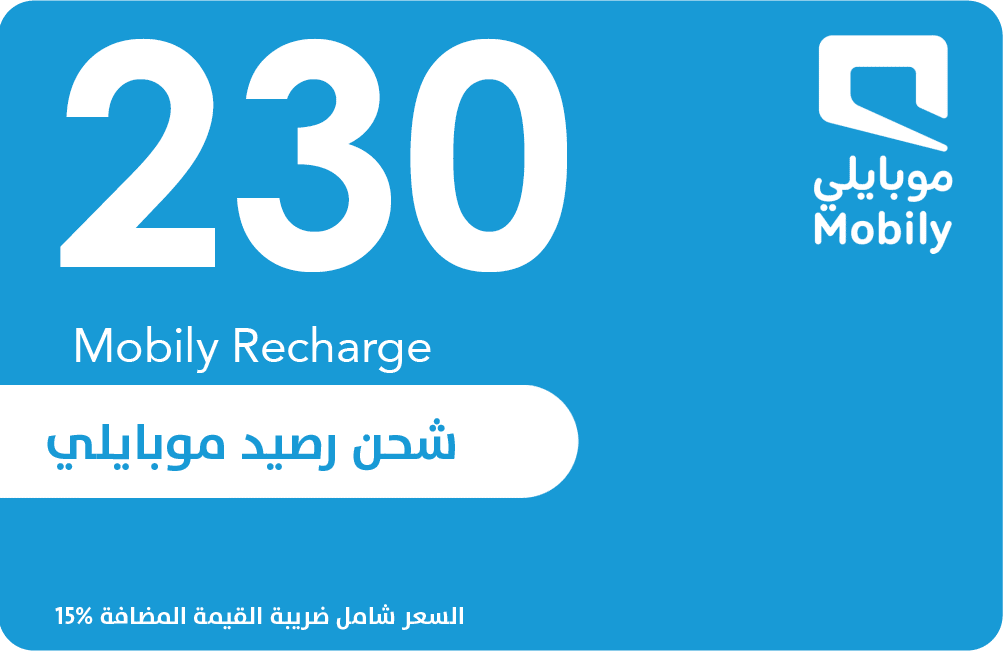 230
موبايلي
Mobily
Mobily Recharge
شحن رصيد موبايلي
السعر شامل ضريبة القيمة المضافة 15%